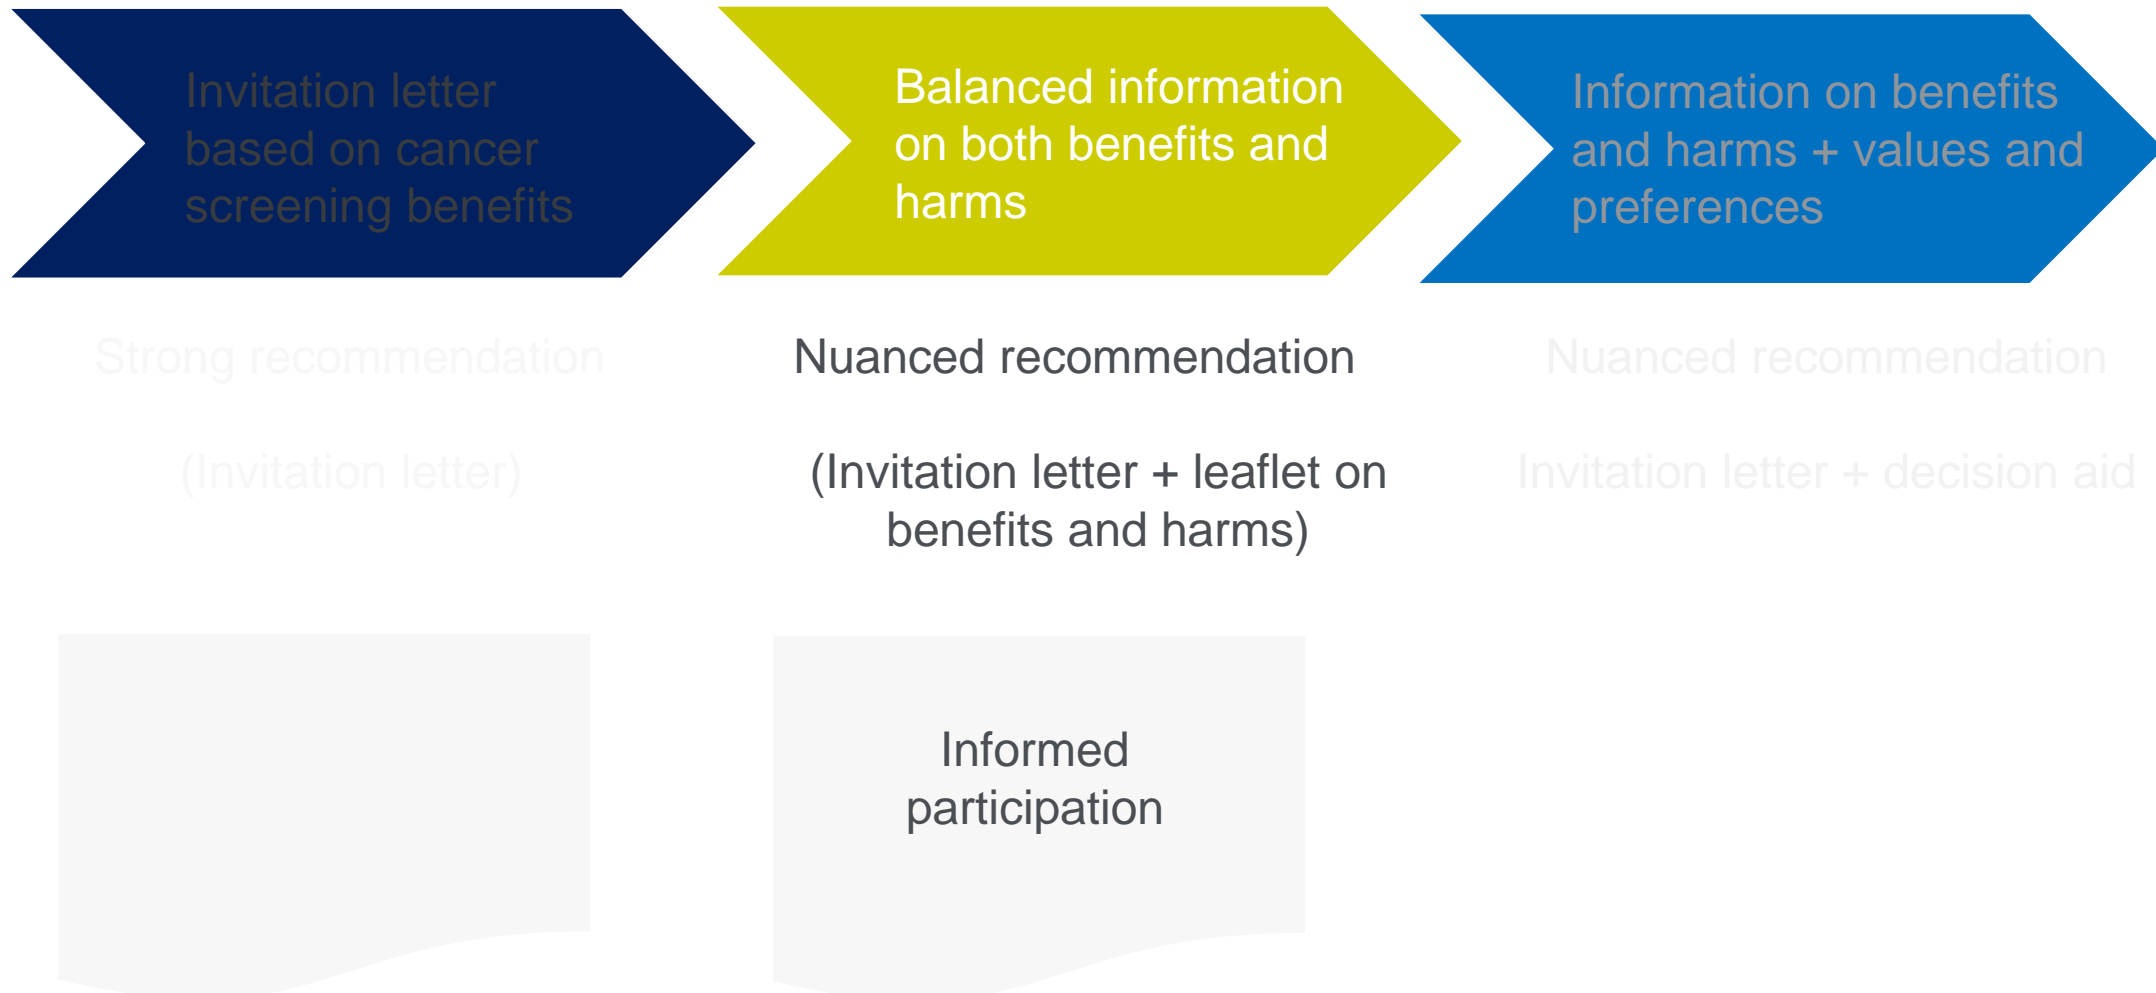 Invitation letter
based on cancer
screening benefits
Balanced information
on both benefits and
harms
Information on benefits
and harms + values and
preferences
Strong recommendation
(Invitation letter)
Nuanced recommendation
(Invitation letter + leaflet on
benefits and harms)
Nuanced recommendation
Invitation letter + decision aid
Informed
participation